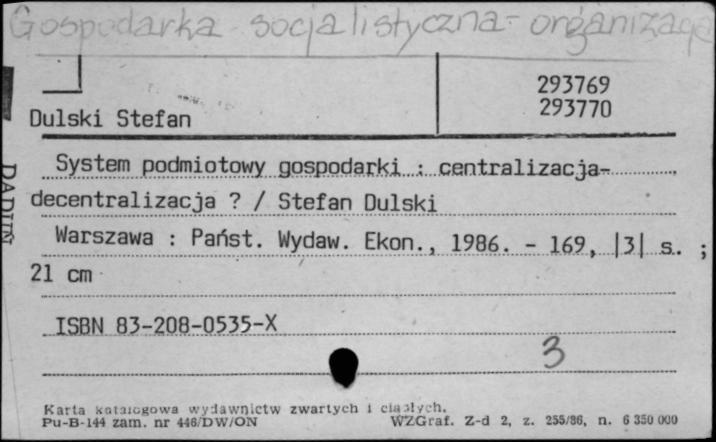 Gospodarka socjalistyczna - organizacja
293769
293770
Dulski Stefan
System podmiotowy gospodarki : centralizacja-
decentralizacja ? / Stefan Dulski
Warszawa : Państ. Wydaw. Ekon., 1986. - 169, |3| s. ;
21 cm
ISBN 83-208-0535-X
3
Karta katalogowa wydawnictw zwartych i ciągłych.
Pu-B-144 zam. nr 446/DW/ON WZGraf. Z-d 2, z. 255/86, n. 6 350 000